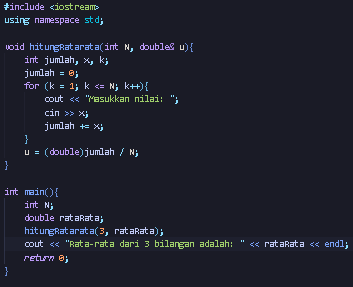 #include <iostream>
using namespace std;

void hitungRatarata(int N, double& u){
    int jumlah, x, k;
    jumlah = 0;
    for (k = 1; k <= N; k++){
        cout << "Masukkan nilai: ";
        cin >> x;
        jumlah += x;
    }
    u = (double)jumlah / N;
}

int main(){
    int N;
    double rataRata;
    hitungRatarata(3, rataRata);
    cout << "Rata-rata dari 3 bilangan adalah: " << rataRata << endl;
    return 0;
}